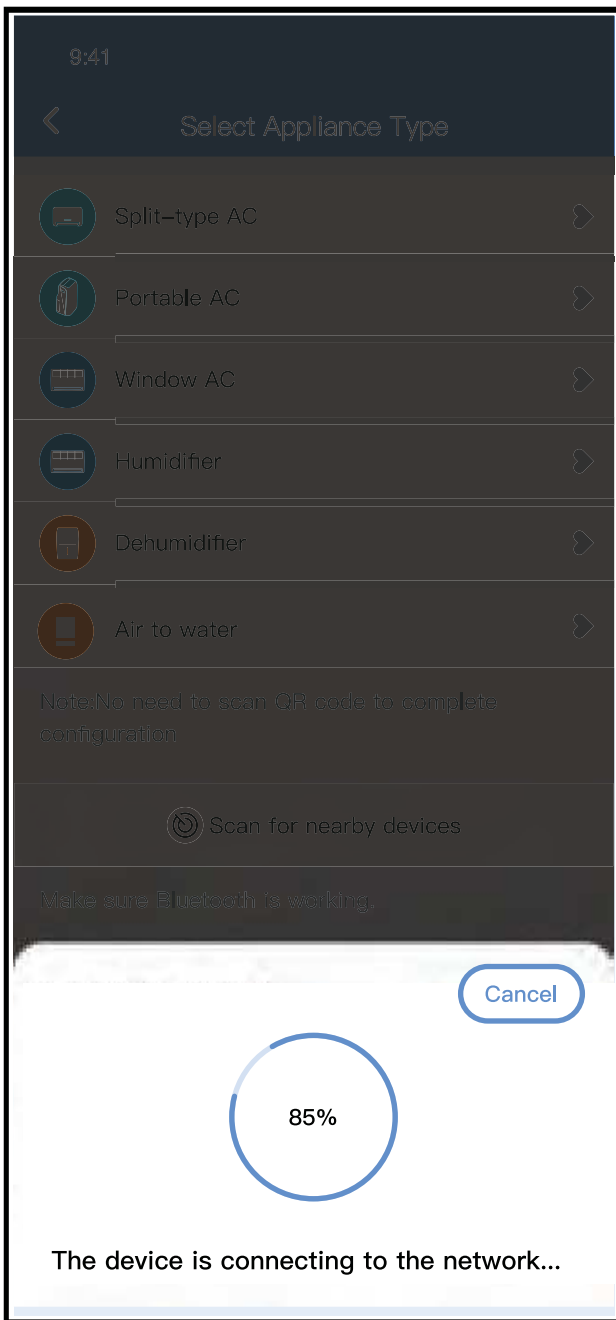 9:41
Select Appliance Type
Split-type AC
Portable AC
Window AC
Humidifier
Dehumidifier
Air to water
Note:No need to scan QR code to complete
configuration
Scan for nearby devices
Make sure Bluetooth is working.
Cancel
85%
The device is connecting to the network...